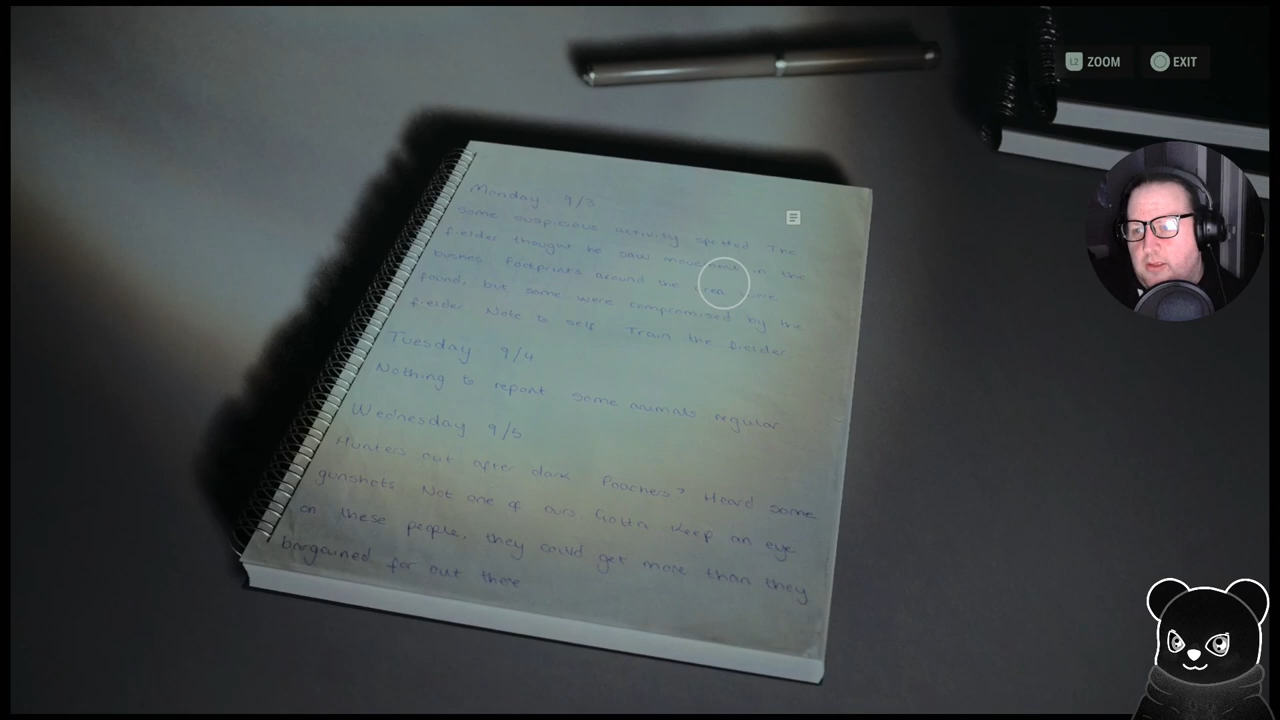 L2 ZOOM EXIT
Monday 9/3
Some suspicious activity spotted The
fielder thought he saw movement in the
bushes. Footprints around the area were
found, but some were compromised by the
fielder Note to self Train the fielder
Tuesday 9/4
Nothing to report some animals regular
Wednesday 9/5
Hunters out after dark Poachers? Heard some
gunshots. Not one of ours. Gotta keep an eye
on these people, they could get more than they
bargained for out there